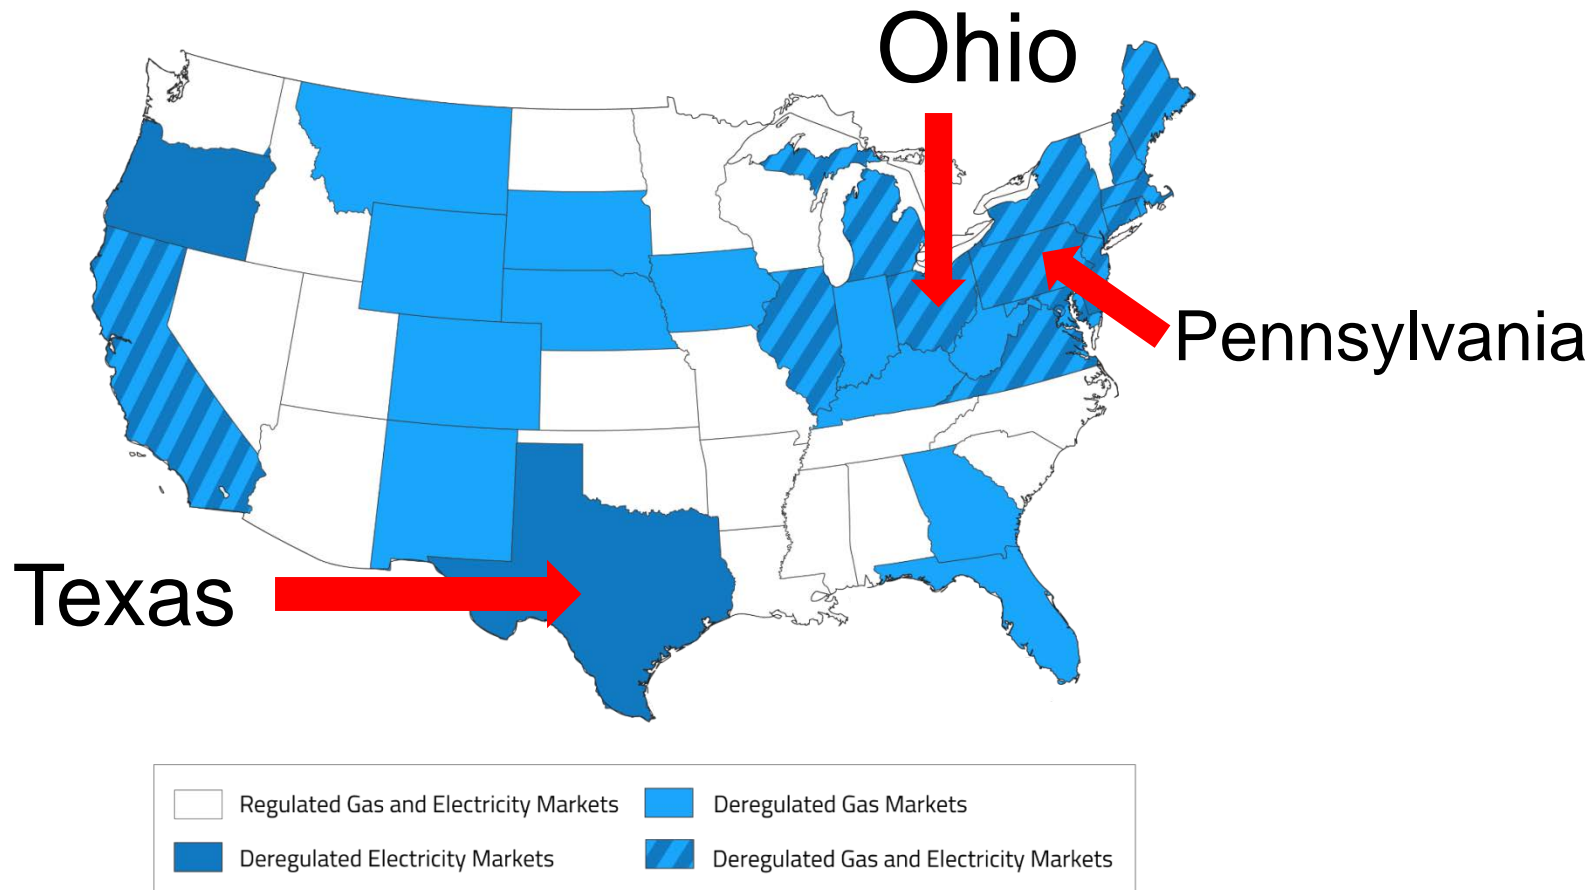 Ohio
Pennsylvania
Texas
Regulated Gas and Electricity Markets
Deregulated Gas Markets
Deregulated Electricity Markets
Deregulated Gas and Electricity Markets